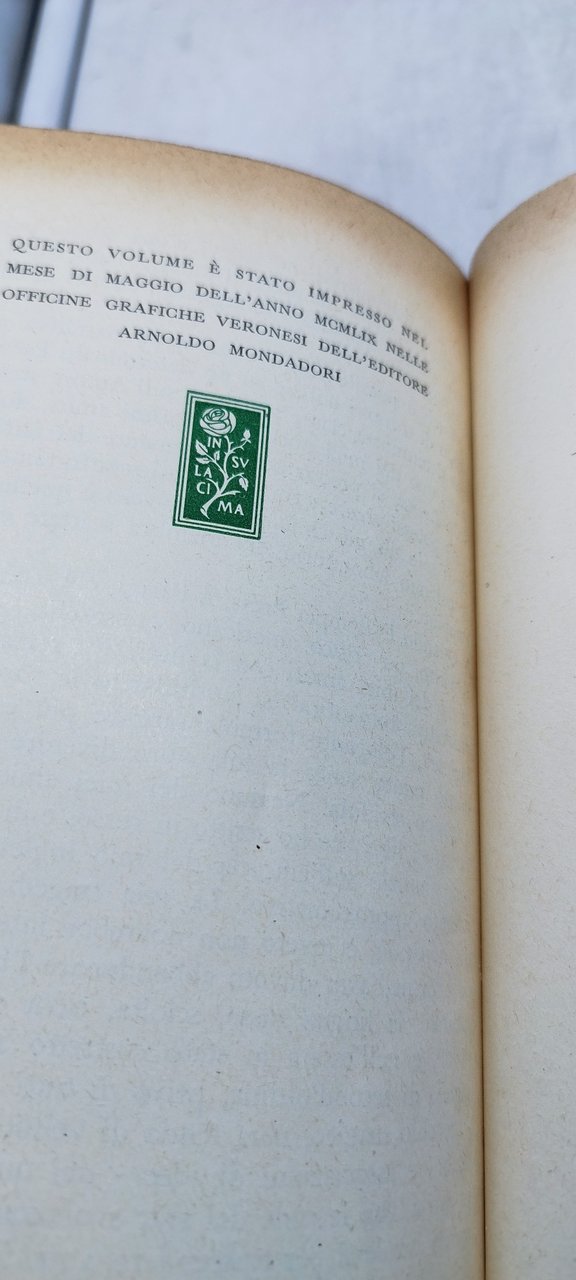 QUESTO VOLUME È STATO IMPRESSO NEL
MESE DI MAGGIO DELL'ANNO MCMLIX NELLE
OFFICINE GRAFICHE VERONESI DELL'EDITORE
ARNOLDO MONDADORI
IN
SV
LA
CI
MA